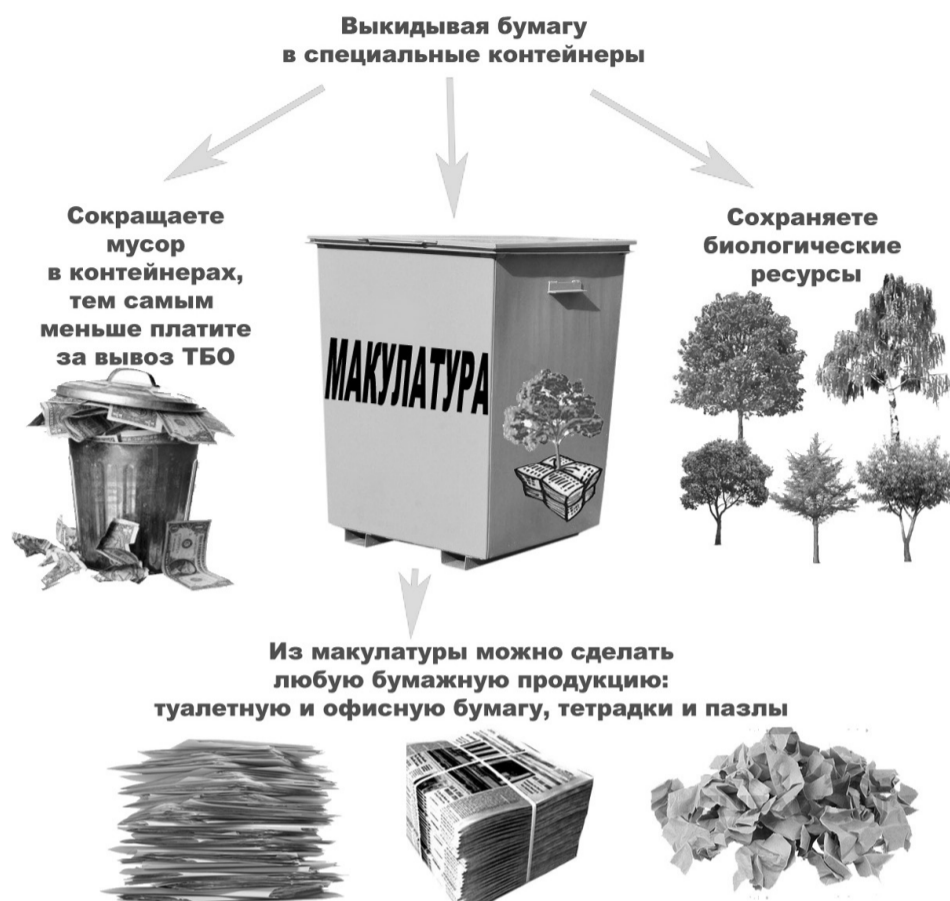 Выкидывая бумагу
в специальные контейнеры
Сокращаете
мусор
в контейнерах,
тем самым
меньше платите
за вывоз ТБО
МАКУЛАТУРА
Сохраняете
биологические
ресурсы
Из макулатуры можно сделать
любую бумажную продукцию:
туалетную и офисную бумагу, тетрадки и пазлы